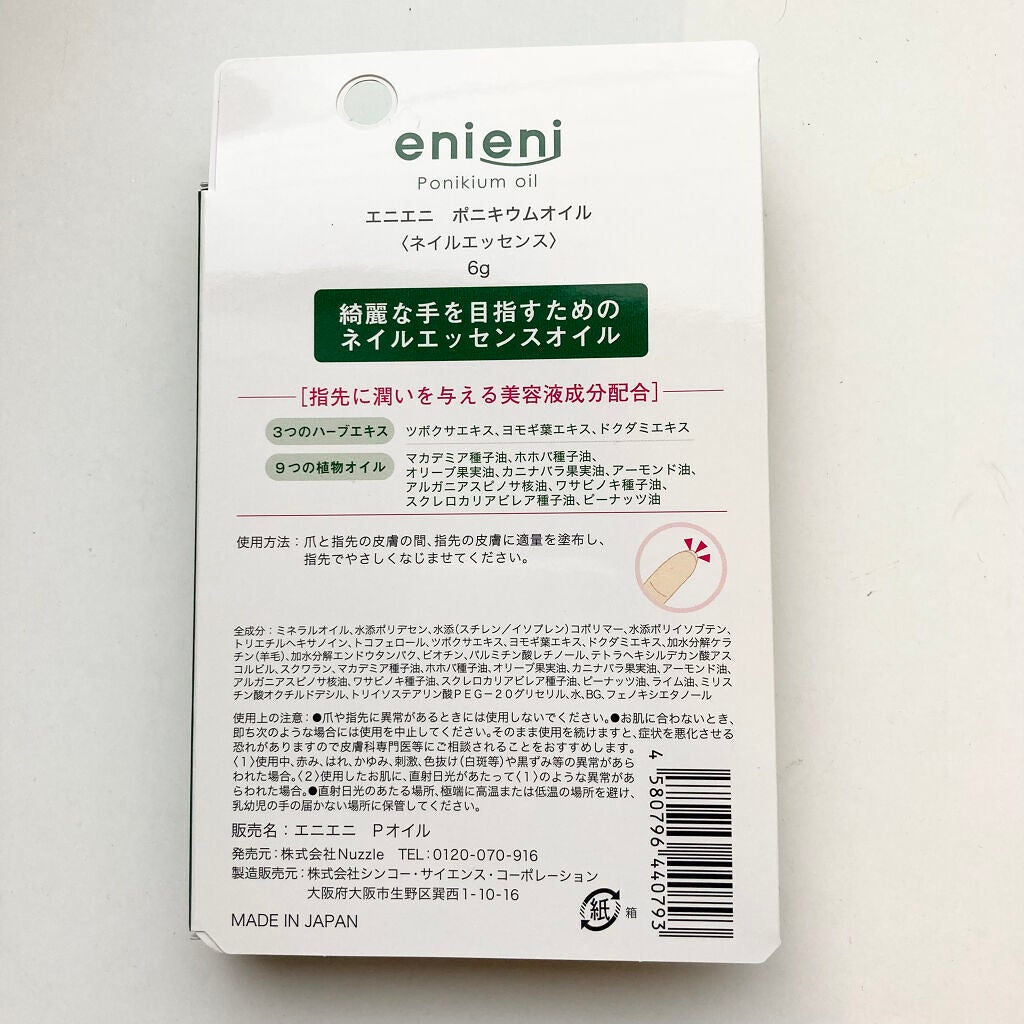 enieni
Ponikium oil
エニエニ　ポニキウムオイル
〈ネイルエッセンス〉
6g
綺麗な手を目指すための
ネイルエッセンスオイル
[指先に潤いを与える美容液成分配合]
3つのハーブエキス　ツボクサエキス、ヨモギ葉エキス、ドクダミエキス
9つの植物オイル　マカデミア種子油、ホホバ種子油、
オリーブ果実油、カニナバラ果実油、アーモンド油、
アルガニアスピノサ核油、ワサビノキ種子油、
スクレロカリアビレア種子油、ピーナッツ油
使用方法：爪と指先の皮膚の間、指先の皮膚に適量を塗布し、
指先でやさしくなじませてください。
全成分：ミネラルオイル、水添ポリデセン、水添(スチレン／イソプレン)コポリマー、水添ポリイソブテン、
トリエチルヘキサノイン、トコフェロール、ツボクサエキス、ヨモギ葉エキス、ドクダミエキス、加水分解ケラ
チン(羊毛)、加水分解エンドウタンパク、ビオチン、パルミチン酸レチノール、テトラヘキシルデカン酸アス
コルビル、スクワラン、マカデミア種子油、ホホバ種子油、オリーブ果実油、カニナバラ果実油、アーモンド油、
アルガニアスピノサ核油、ワサビノキ種子油、スクレロカリアビレア種子油、ピーナッツ油、ライム油、ミリス
チン酸オクチルドデシル、トリイソステアリン酸PEG－20グリセリル、水、BG、フェノキシエタノール
使用上の注意：●爪や指先に異常があるときには使用しないでください。●お肌に合わないとき、
即ち次のような場合には使用を中止してください。そのまま使用を続けますと、症状を悪化させる
恐れがありますので皮膚科専門医等にご相談されることをおすすめします。
〈1〉使用中、赤み、はれ、かゆみ、刺激、色抜け(白斑等)や黒ずみ等の異常があら
われた場合。〈2〉使用したお肌に、直射日光があたって〈1〉のような異常があ
らわれた場合。●直射日光のあたる場所、極端に高温または低温の場所を避け、
乳幼児の手の届かない場所に保管してください。
販売名：エニエニ　Pオイル
発売元：株式会社Nuzzle　TEL：0120-070-916
製造販売元：株式会社シンコー・サイエンス・コーポレーション
大阪府大阪市生野区巽西1-10-16
MADE IN JAPAN
紙 箱
4 580796 440793